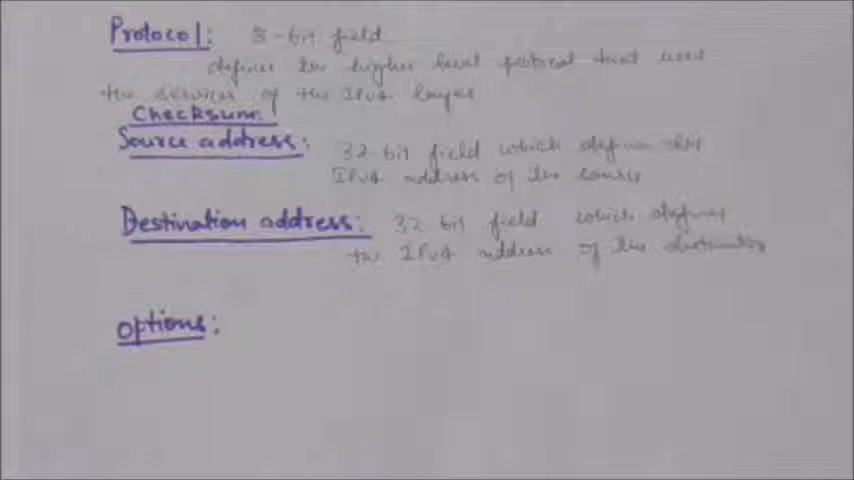 Protocol: 8-bit field
defines the higher level protocol that used
the services of the IPv4 layer
Checksum:
Source address: 32-bit field which defines the
IPv4 address of the source
Destination address: 32 bit field which defines
the IPv4 address of the destination
Options: